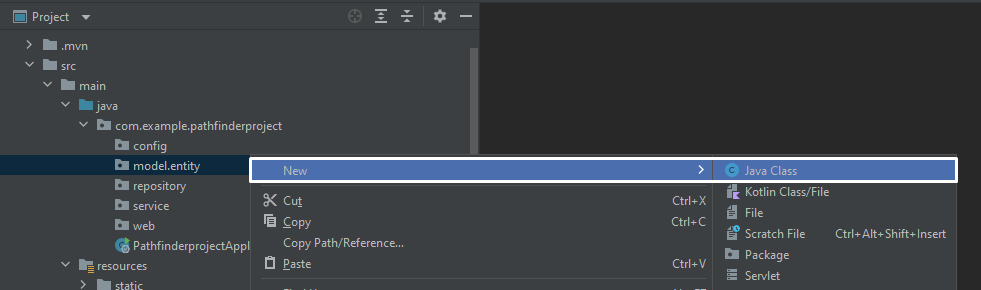 Project
.mvn
src
main
java
com.example.pathfinderproject
config
model.entity
repository
service
web
PathfinderprojectAppl
resources
static
New
Cut Ctrl+X
Copy Ctrl+C
Copy Path/Reference...
Paste Ctrl+V
Java Class
Kotlin Class/File
File
Scratch File Ctrl+Alt+Shift+Insert
Package
Servlet